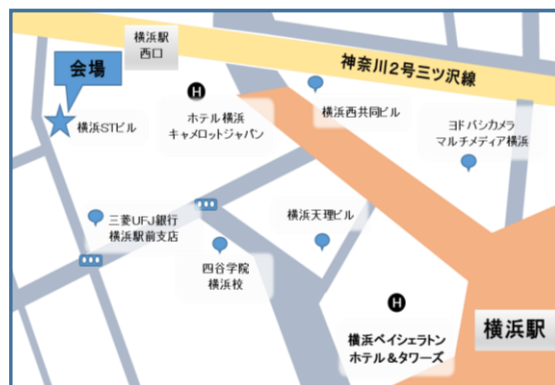 横浜駅
西口
神奈川2号三ツ沢線
会場
横浜STビル
H
ホテル横浜
キャメロットジャパン
横浜西共同ビル
ヨドバシカメラ
マルチメディア横浜
三菱UFJ銀行
横浜駅前支店
横浜天理ビル
四谷学院
横浜校
H
横浜ベイシェラトン
ホテル&タワーズ
横浜駅